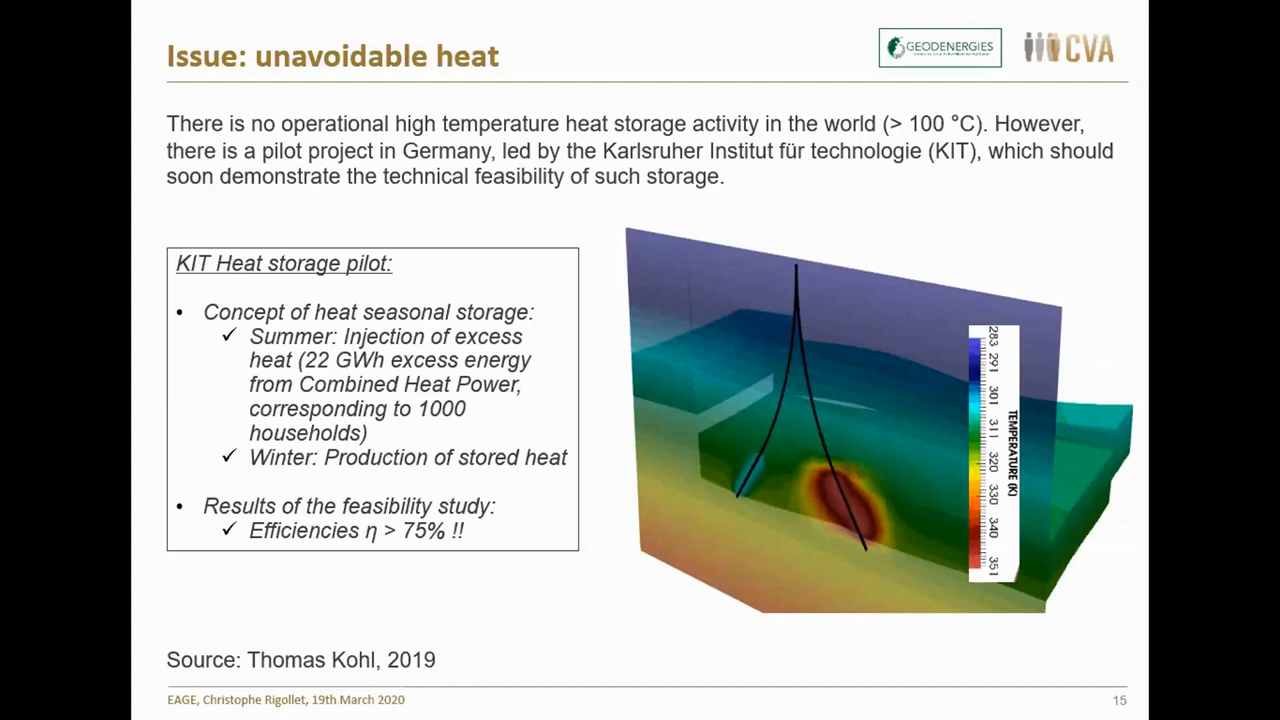 Issue: unavoidable heat
GEODENERGIES
CVA
There is no operational high temperature heat storage activity in the world (> 100 °C). However,
there is a pilot project in Germany, led by the Karlsruher Institut für technologie (KIT), which should
soon demonstrate the technical feasibility of such storage.
KIT Heat storage pilot:
• Concept of heat seasonal storage:
✓ Summer: Injection of excess
heat (22 GWh excess energy
from Combined Heat Power,
corresponding to 1000
households)
✓ Winter: Production of stored heat
• Results of the feasibility study:
✓ Efficiencies η > 75% !!
283 291 301 311 320 330 340 351
TEMPERATURE (K)
Source: Thomas Kohl, 2019
EAGE, Christophe Rigollet, 19th March 2020
15